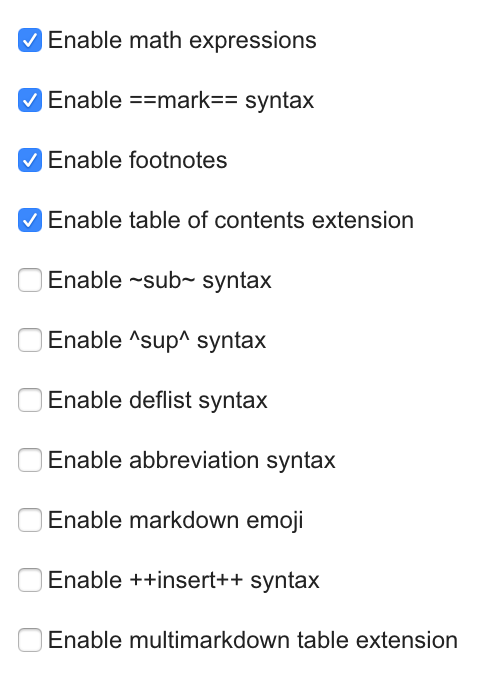 Enable math expressions
Enable ==mark== syntax
Enable footnotes
Enable table of contents extension
Enable ~sub~ syntax
Enable ^sup^ syntax
Enable deflist syntax
Enable abbreviation syntax
Enable markdown emoji
Enable ++insert++ syntax
Enable multimarkdown table extension